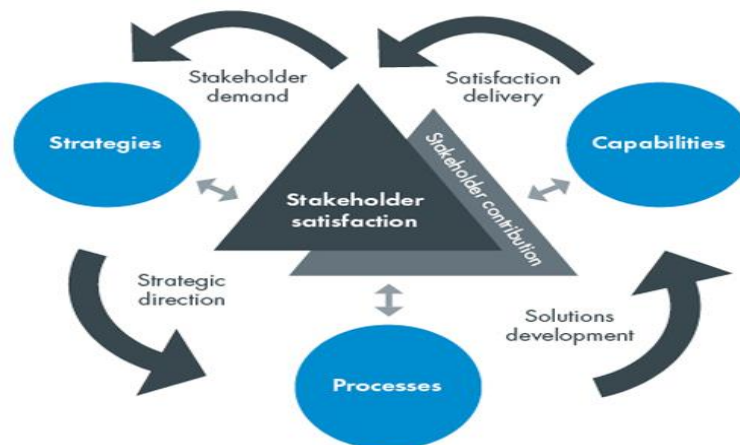 Stakeholder
demand
Satisfaction
delivery
Strategies
Capabilities
Stakeholder contribution
Stakeholder
satisfaction
Strategic
direction
Solutions
development
Processes